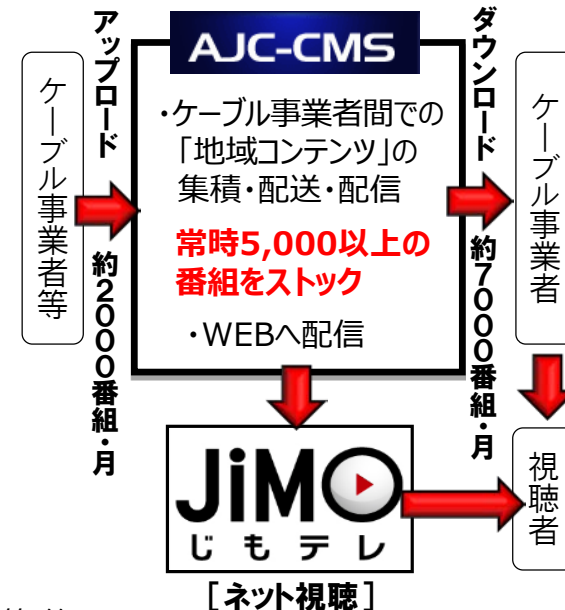 AJC-CMS
ケーブル事業者等
アップロード 約2000番組・月
・ケーブル事業者間での
「地域コンテンツ」の
集積・配送・配信
常時5,000以上の
番組をストック
・WEBへ配信
ダウンロード 約7000番組・月
ケーブル事業者
視聴者
JiMO
じもテレ
［ネット視聴］